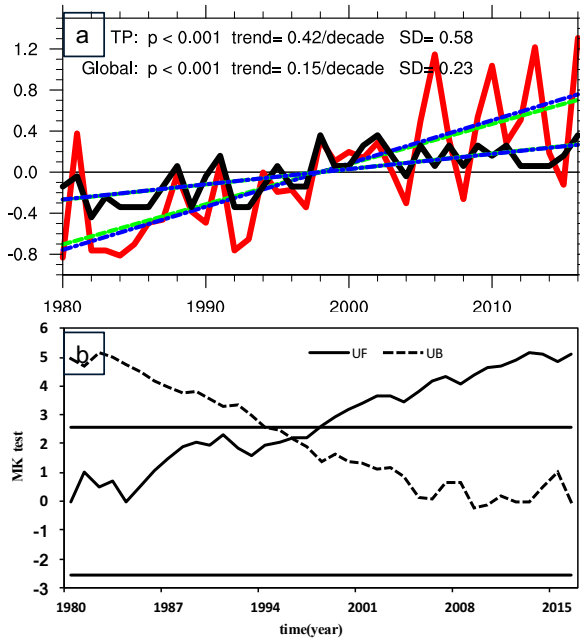 a TP: p < 0.001 trend= 0.42/decade SD= 0.58
Global: p < 0.001 trend= 0.15/decade SD= 0.23
1.2
0.8
0.4
0.0
-0.4
-0.8
1980 1990 2000 2010
b UF UB
6
5
4
3
2
1
0
-1
-2
-3
MK test
1980 1987 1994 2001 2008 2015
time(year)